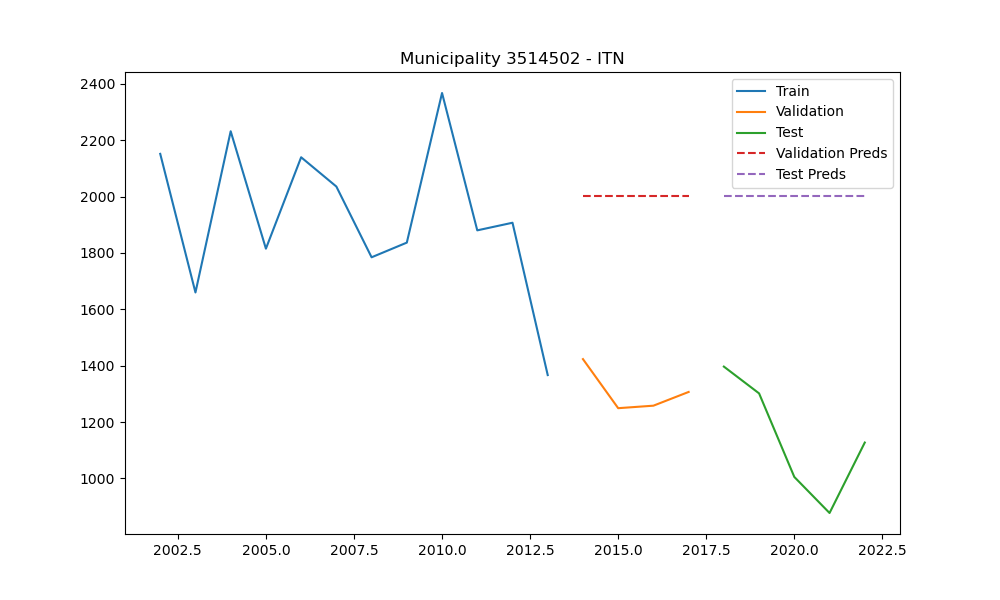 Municipality 3514502 - ITN
2400
2200
2000
1800
1600
1400
1200
1000
Train
Validation
Test
Validation Preds
Test Preds
2002.5 2005.0 2007.5 2010.0 2012.5 2015.0 2017.5 2020.0 2022.5